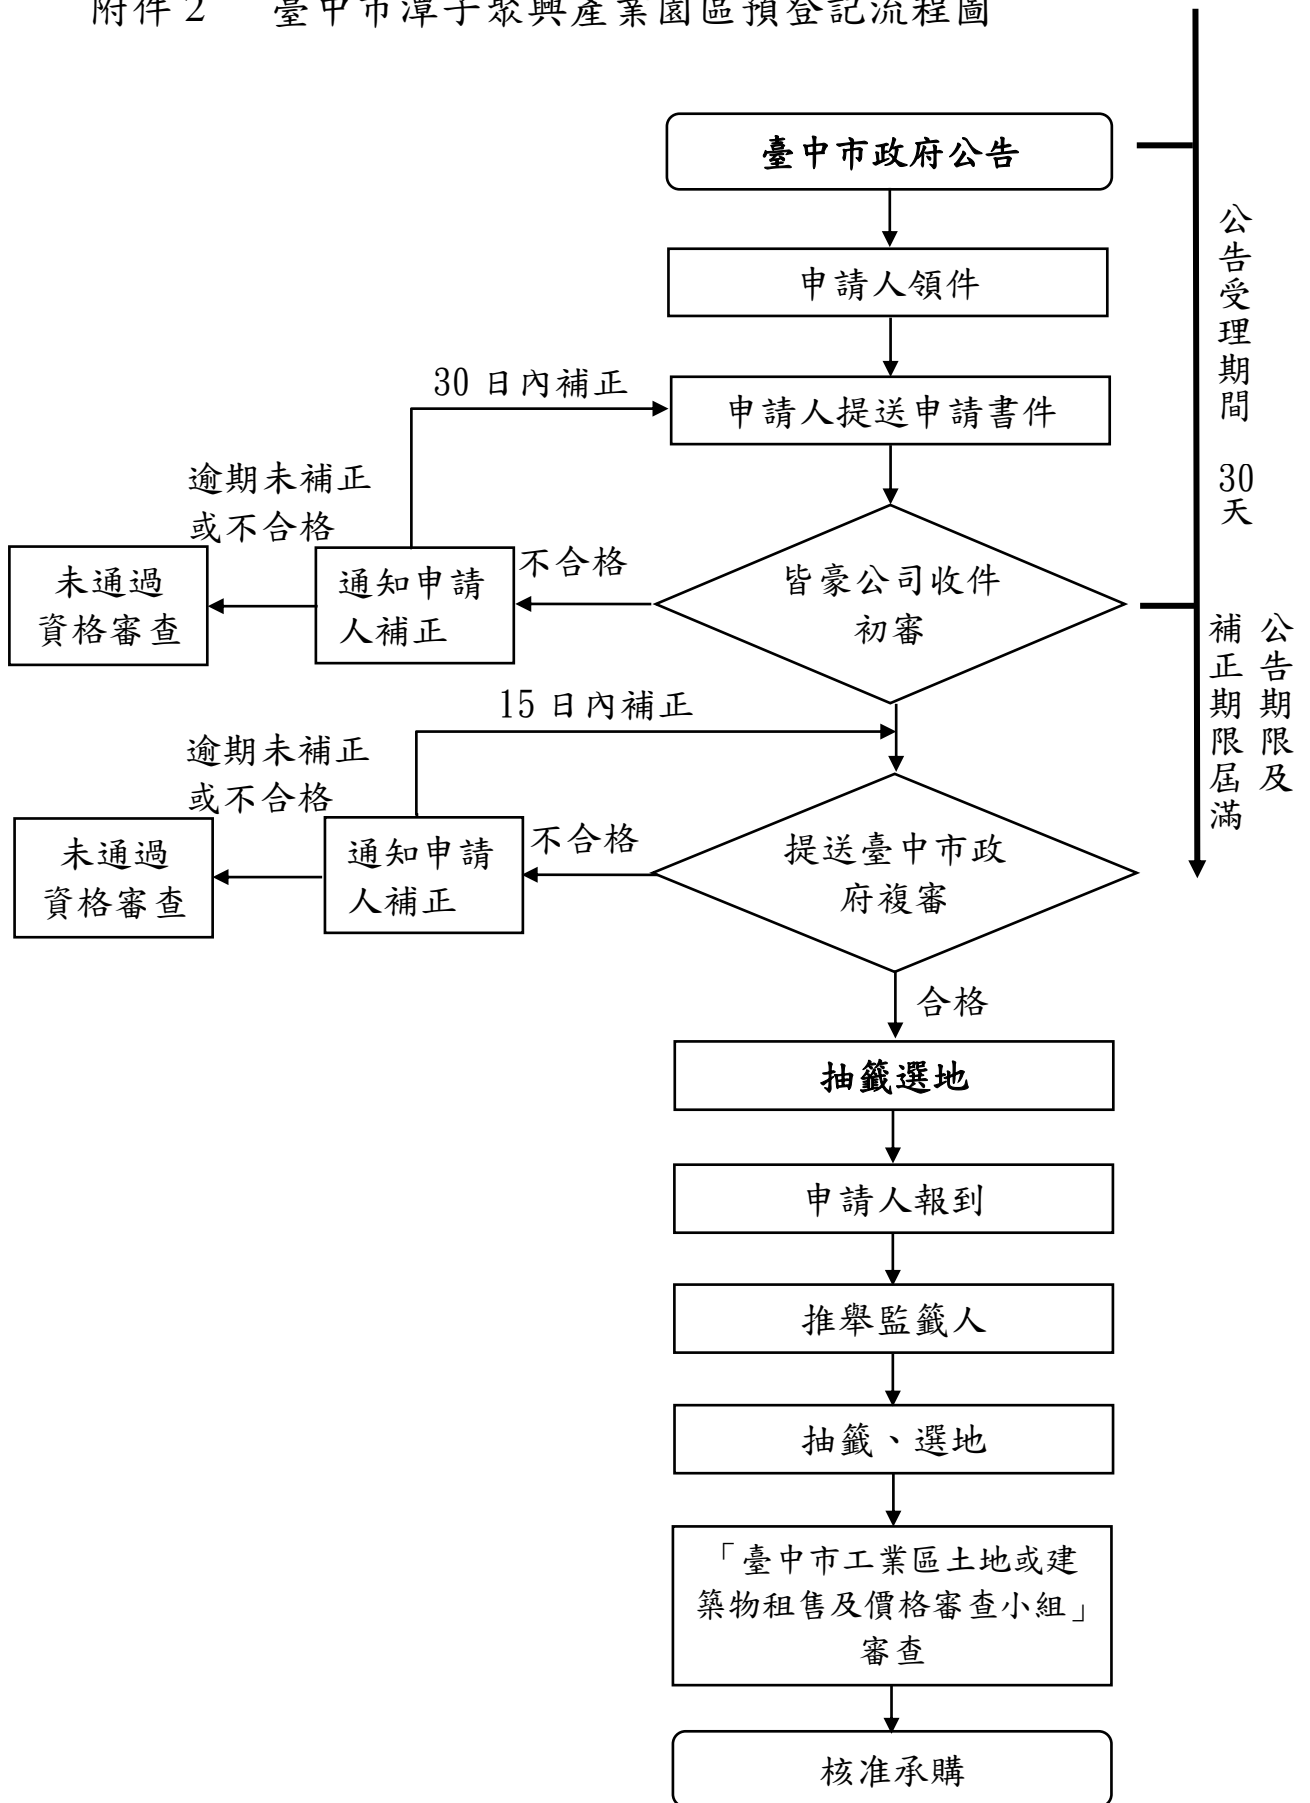 附件 2　臺中市潭子聚興產業園區預登記流程圖
臺中市政府公告
申請人領件
30 日內補正
申請人提送申請書件
逾期未補正
或不合格
未通過
資格審查
通知申請
人補正
不合格
皆豪公司收件
初審
15 日內補正
逾期未補正
或不合格
未通過
資格審查
通知申請
人補正
不合格
提送臺中市政
府複審
合格
抽籤選地
申請人報到
推舉監籤人
抽籤、選地
「臺中市工業區土地或建
築物租售及價格審查小組」
審查
核准承購
公告受理期間 30 天
公告期限及
補正期限屆滿